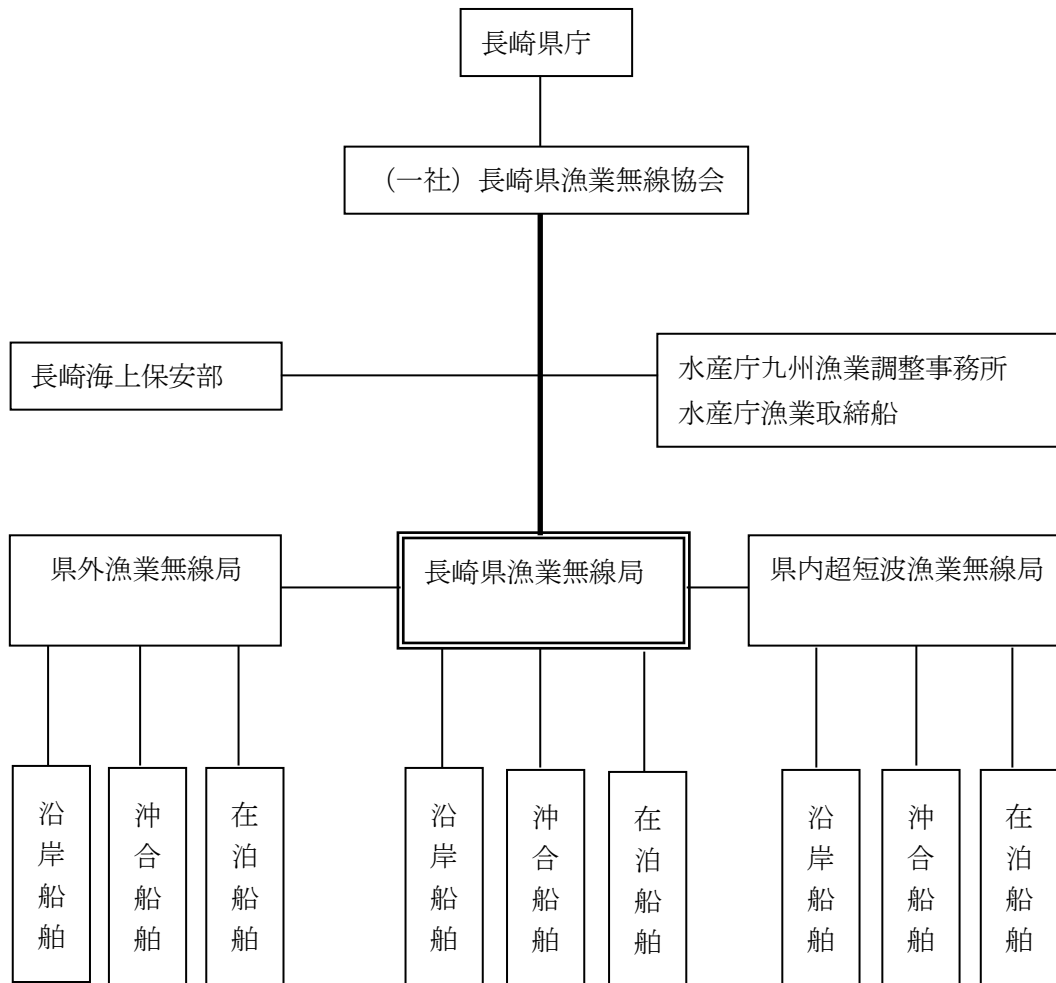 長崎県庁
（一社）長崎県漁業無線協会
長崎海上保安部
水産庁九州漁業調整事務所
水産庁漁業取締船
県外漁業無線局
長崎県漁業無線局
県内超短波漁業無線局
沿岸船舶
沖合船舶
在泊船舶
沿岸船舶
沖合船舶
在泊船舶
沿岸船舶
沖合船舶
在泊船舶